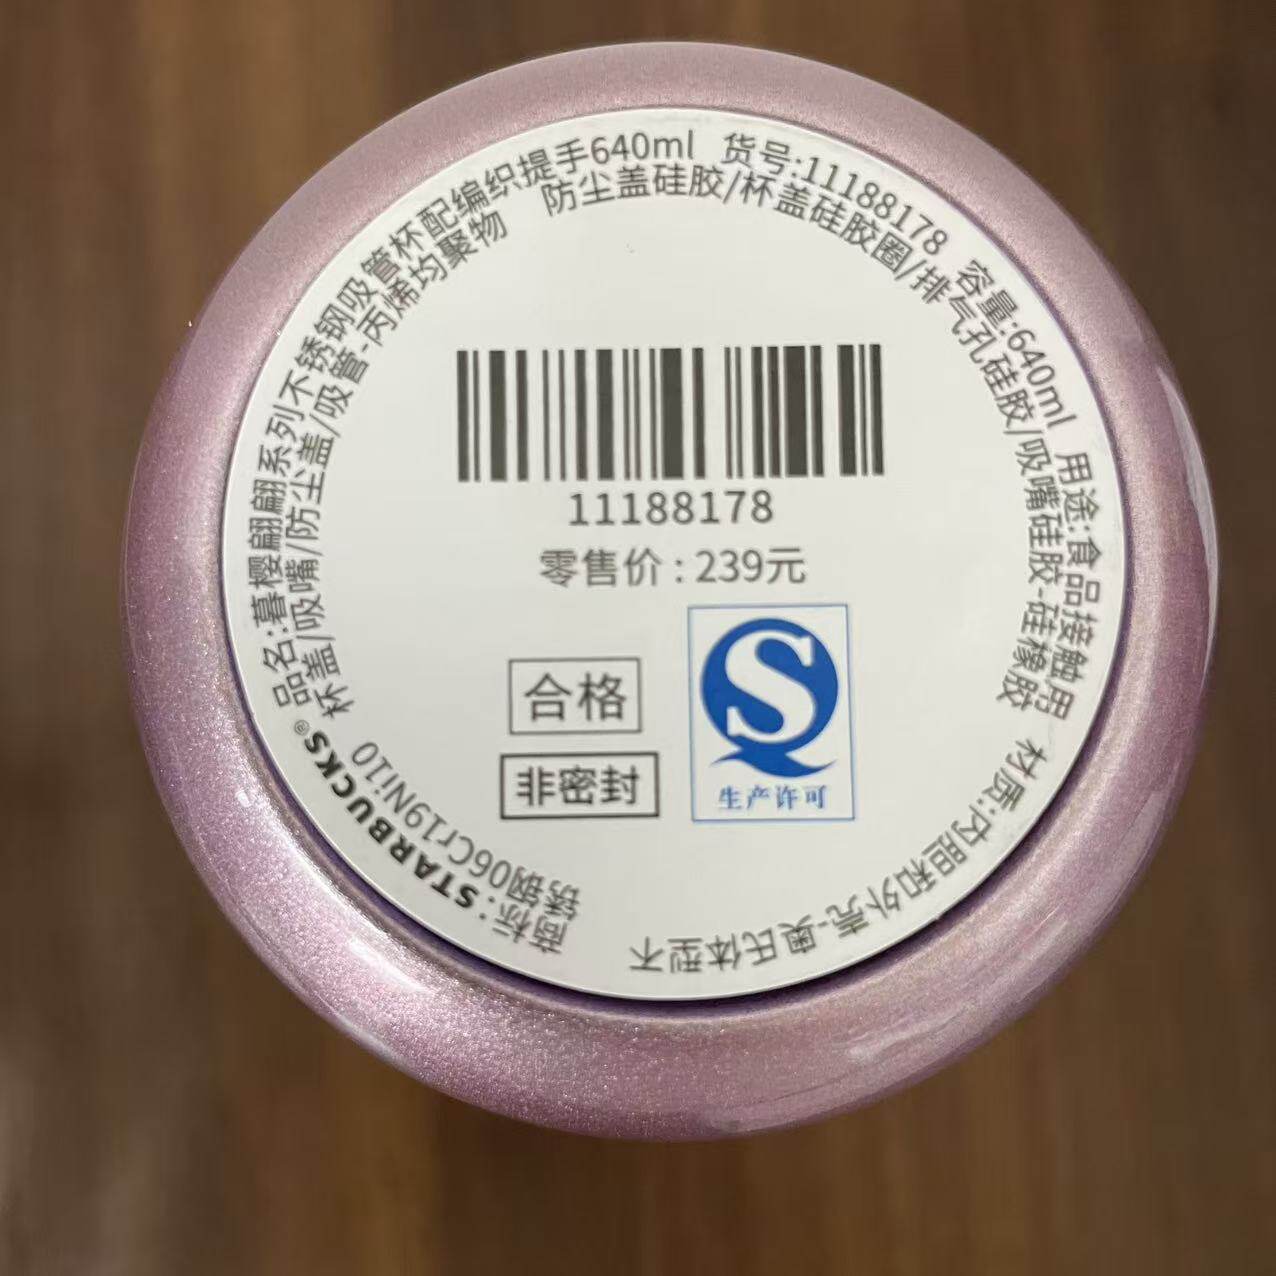 品名:暮樱翩翩系列不锈钢吸管杯配编织提手640ml 货号:11188178 容量:640ml 用途:食品接触用 材质:内胆和外壳-奥氏体型不
锈钢06Cr19Ni10 杯盖/吸嘴/防尘盖/吸管-丙烯均聚物 防尘盖硅胶/杯盖硅胶圈/排气孔硅胶/吸嘴硅胶-硅橡胶
商标:STARBUCKS®
11188178
零售价:239元
合格
非密封
QS
生产许可